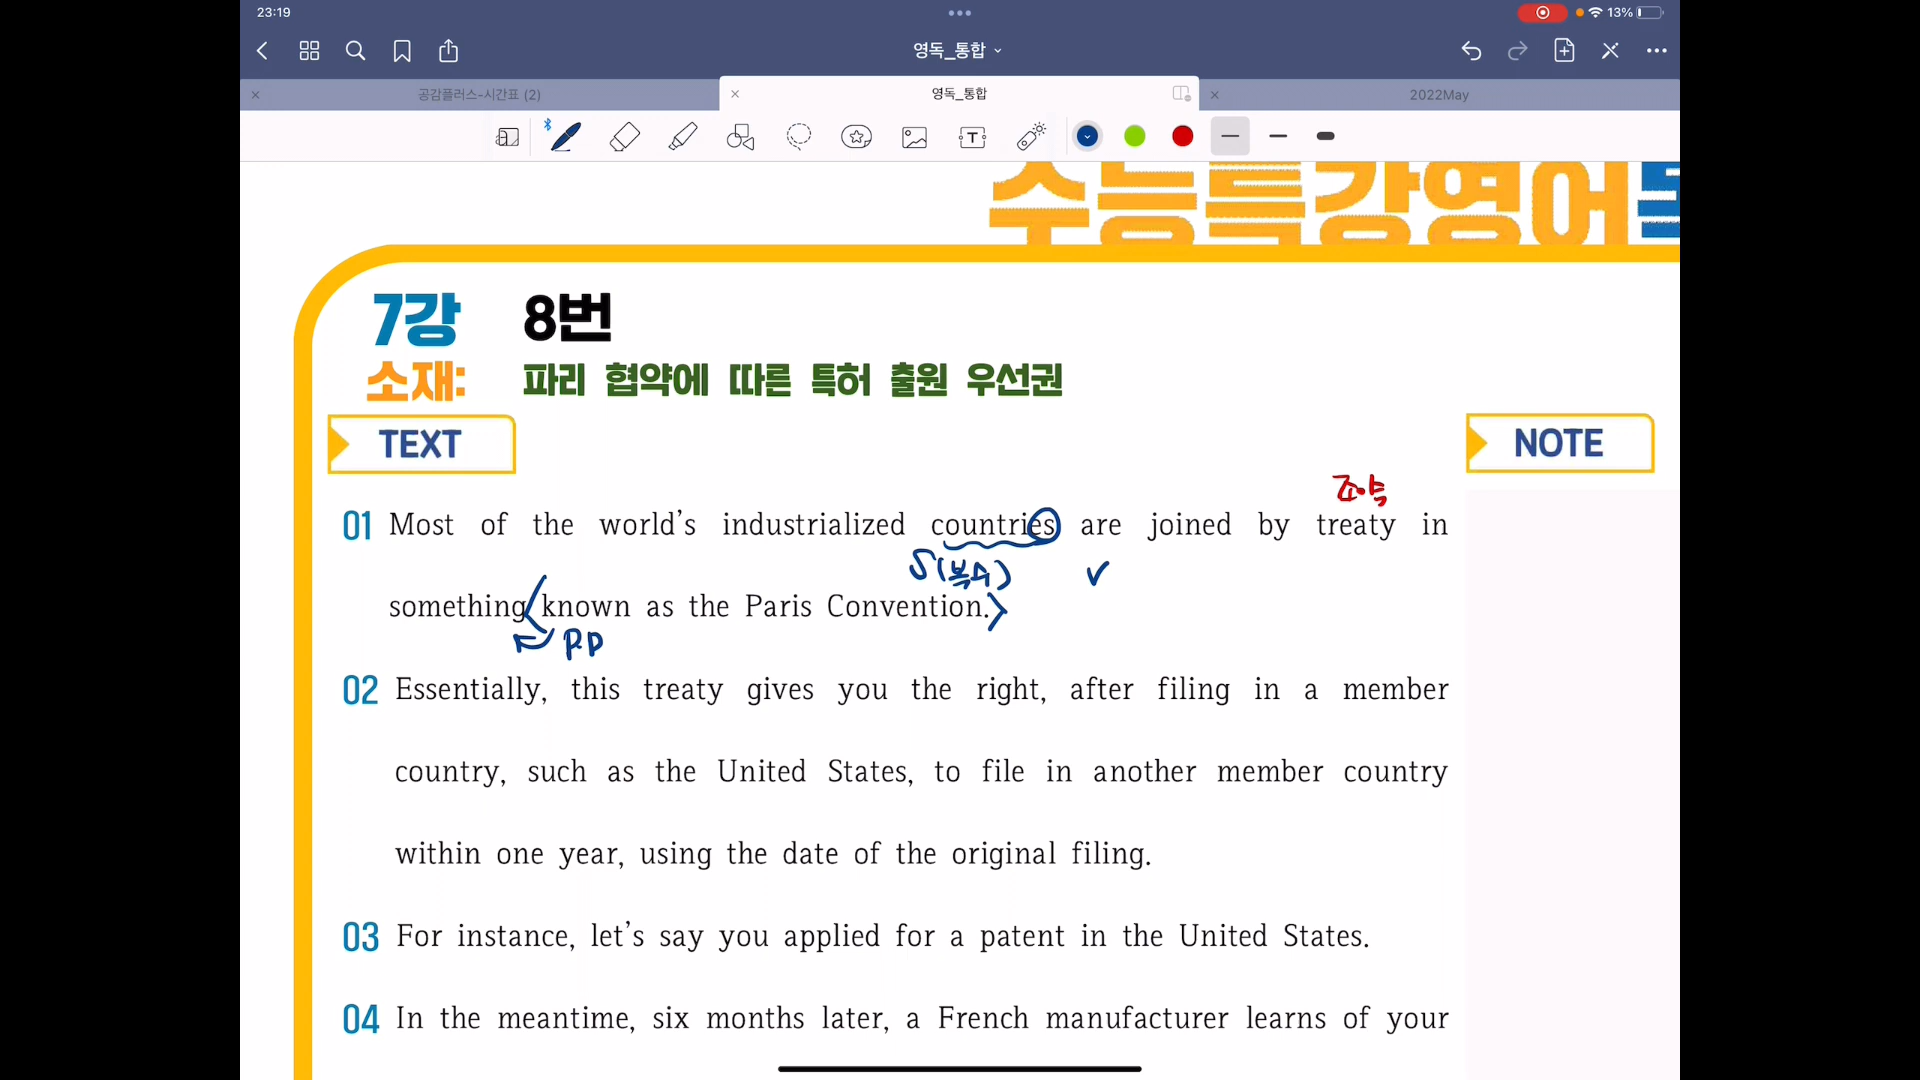 23:19
13%
영독_통합
공감플러스-시간표 (2)
영독_통합
2022May
수능특강영어독
7강 8번
소재: 파리 협약에 따른 특허 출원 우선권
TEXT
NOTE
조약
01 Most of the world's industrialized countries are joined by treaty in
S(복수) V
something known as the Paris Convention.
P.P
02 Essentially, this treaty gives you the right, after filing in a member
country, such as the United States, to file in another member country
within one year, using the date of the original filing.
03 For instance, let's say you applied for a patent in the United States.
04 In the meantime, six months later, a French manufacturer learns of your